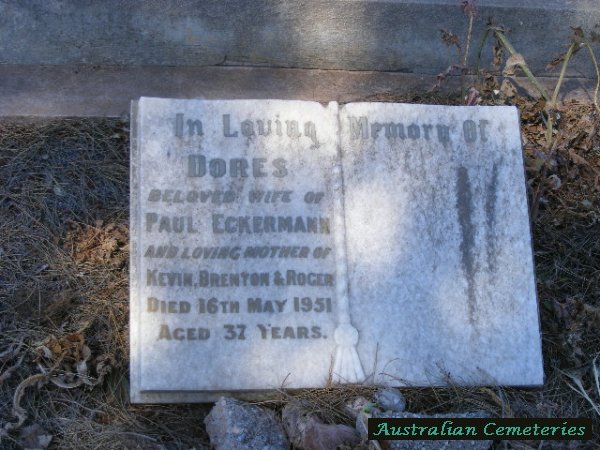 In Loving Memory Of
DORES
BELOVED WIFE OF
PAUL ECKERMANN
AND LOVING MOTHER OF
KEVIN, BRENTON & ROGER
DIED 16TH MAY 1951
AGED 37 YEARS.
Australian Cemeteries